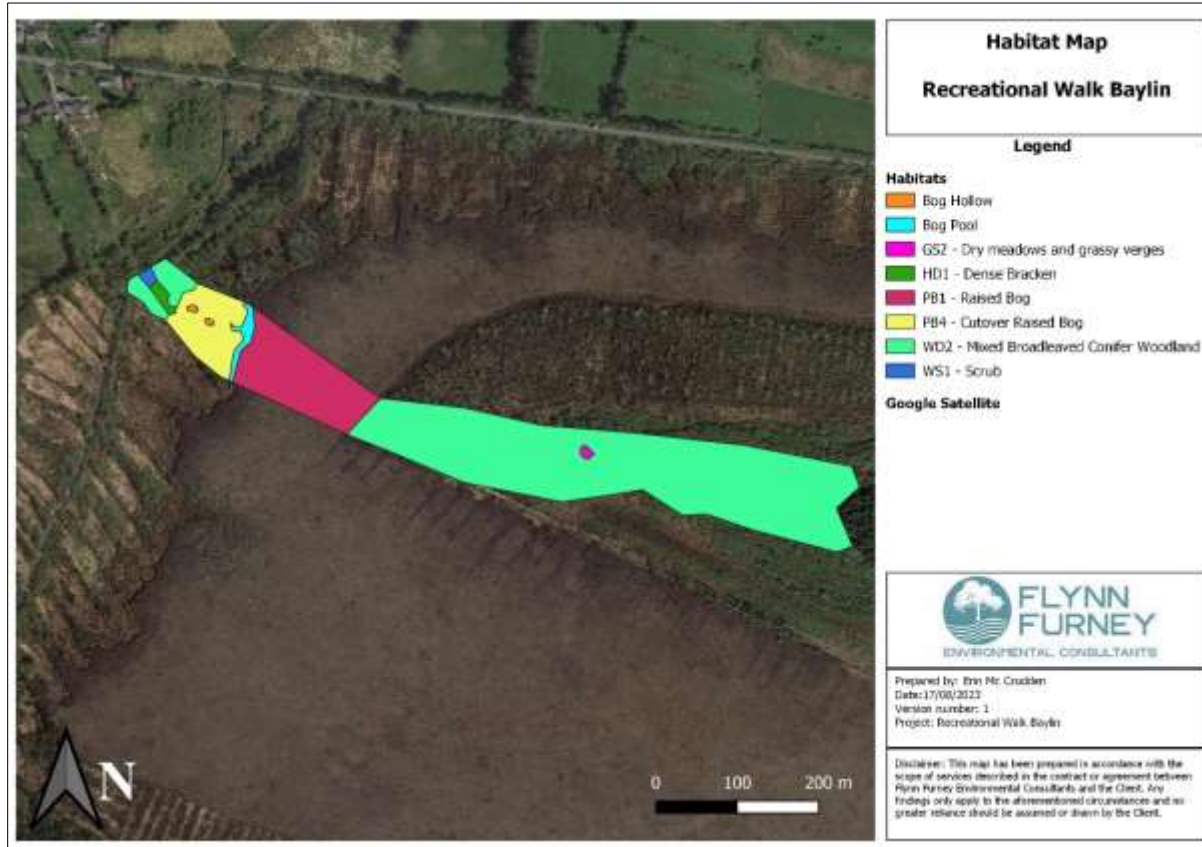 Habitat Map
Recreational Walk Baylin
Legend
Habitats
Bog Hollow
Bog Pool
GS2 - Dry meadows and grassy verges
HD1 - Dense Bracken
PB1 - Raised Bog
PB4 - Cutover Raised Bog
WD2 - Mixed Broadleaved Conifer Woodland
WS1 - Scrub
Google Satellite
FLYNN
FURNEY
ENVIRONMENTAL CONSULTANTS
Prepared by: Erin Mc Crudden
Date:17/08/2023
Version number: 1
Project: Recreational Walk Baylin
Disclaimer: This map has been prepared in accordance with the
scope of services described in the contract or agreement between
Flynn Furney Environmental Consultants and the Client. Any
findings only apply to the aforementioned circumstances and no
greater reliance should be assumed or drawn by the Client.
N
0 100 200 m